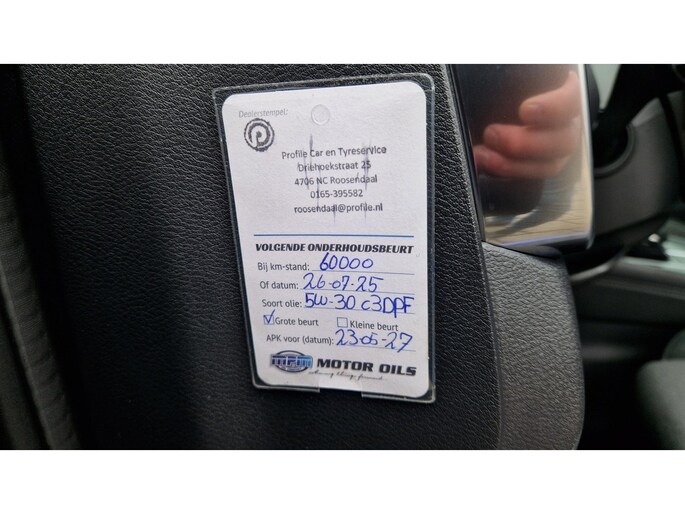 Dealerstempel:
Profile Car en Tyreservice
Driehoekstraat 25
4706 NC Roosendaal
0165-395582
roosendaal@profile.nl
VOLGENDE ONDERHOUDSBEURT
Bij km-stand: 60000
Of datum: 26-07-25
Soort olie: 5W-30 C3DPF
Grote beurt Kleine beurt
APK voor (datum): 23-05-27
MPM MOTOR OILS